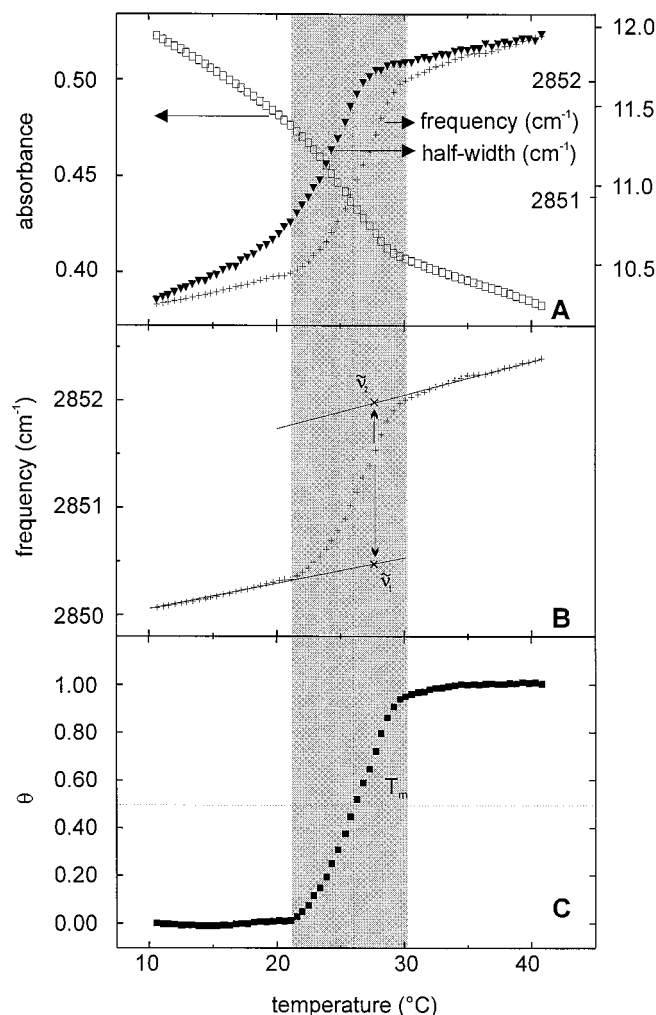 12.0
0.50
2852
11.5
frequency (cm⁻¹)
half-width (cm⁻¹)
absorbance
0.45
11.0
2851
0.40
10.5
A
ν̃₂
2852
frequency (cm⁻¹)
2851
ν̃₁
2850
B
1.00
0.80
Tₘ
0.60
θ
0.40
0.20
C
0.00
10
20
30
40
temperature (°C)